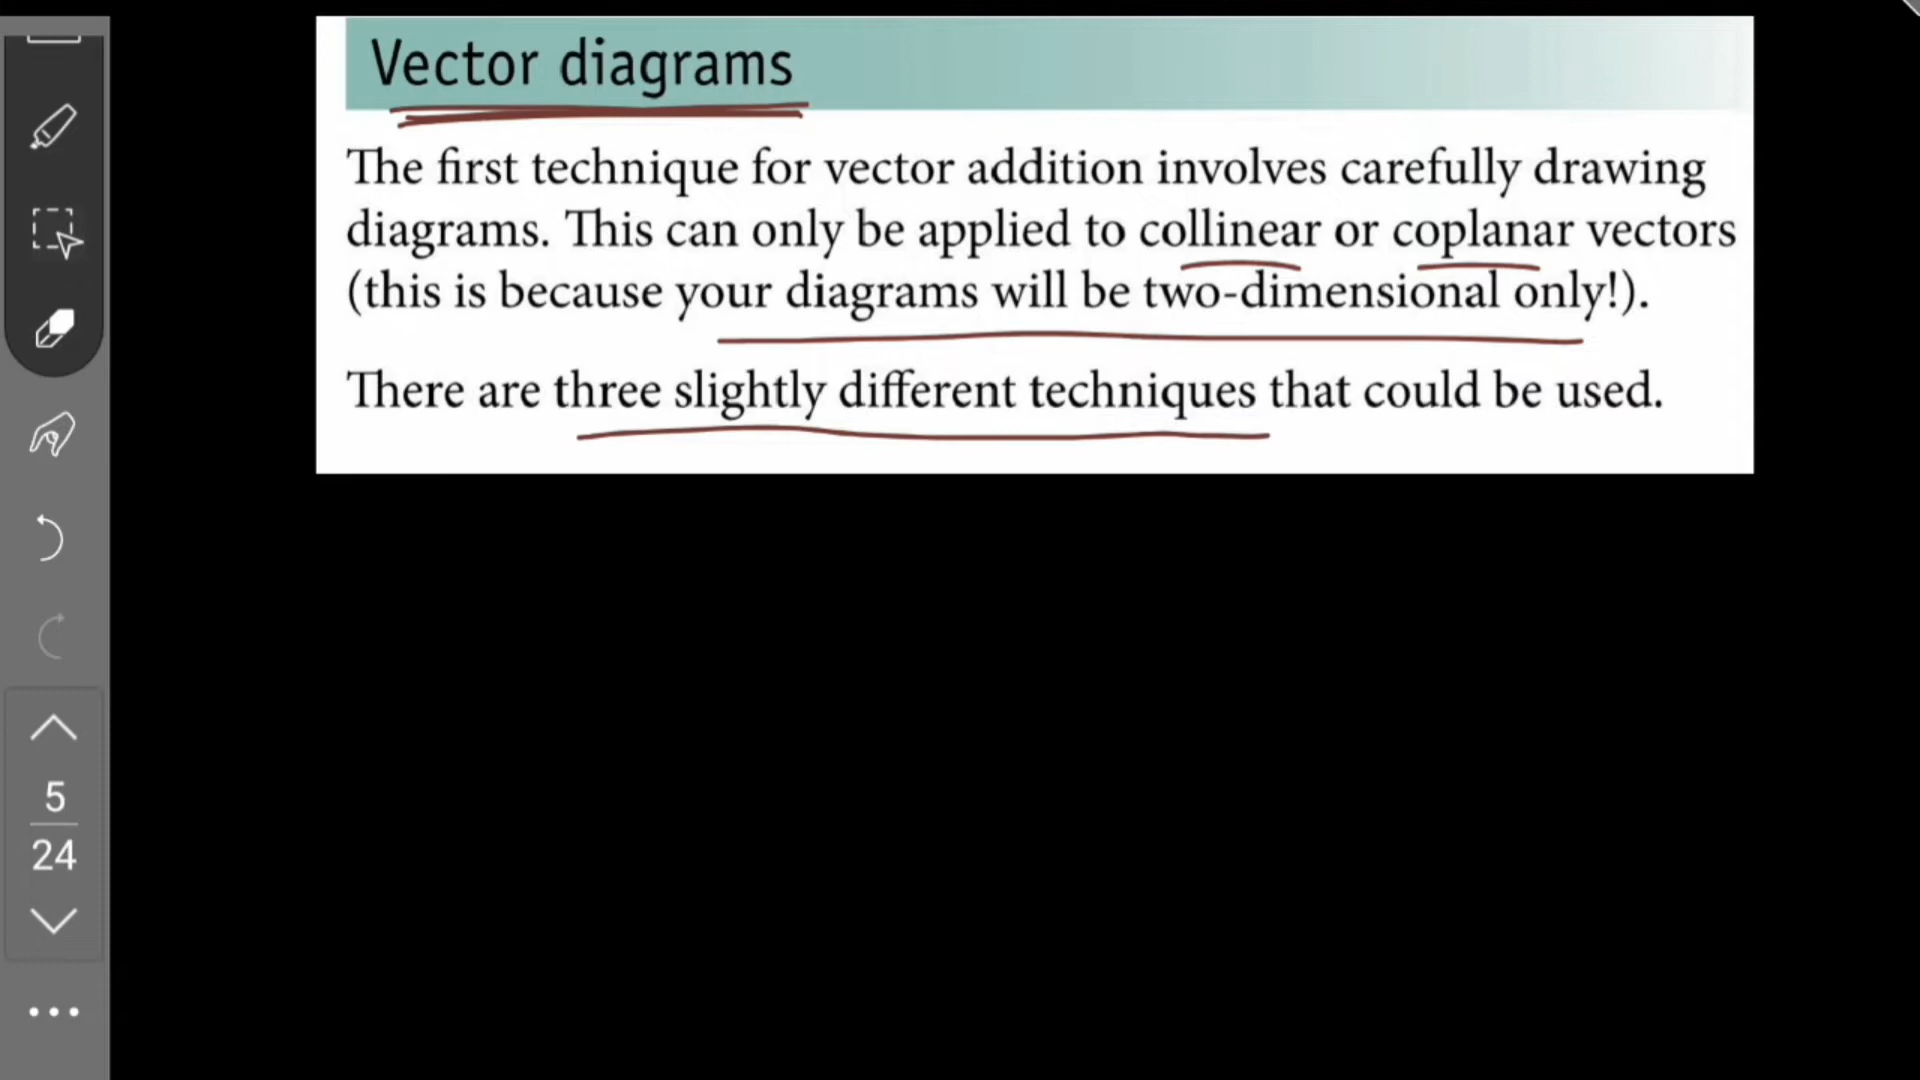 Vector diagrams
The first technique for vector addition involves carefully drawing
diagrams. This can only be applied to collinear or coplanar vectors
(this is because your diagrams will be two-dimensional only!).
There are three slightly different techniques that could be used.
5
24